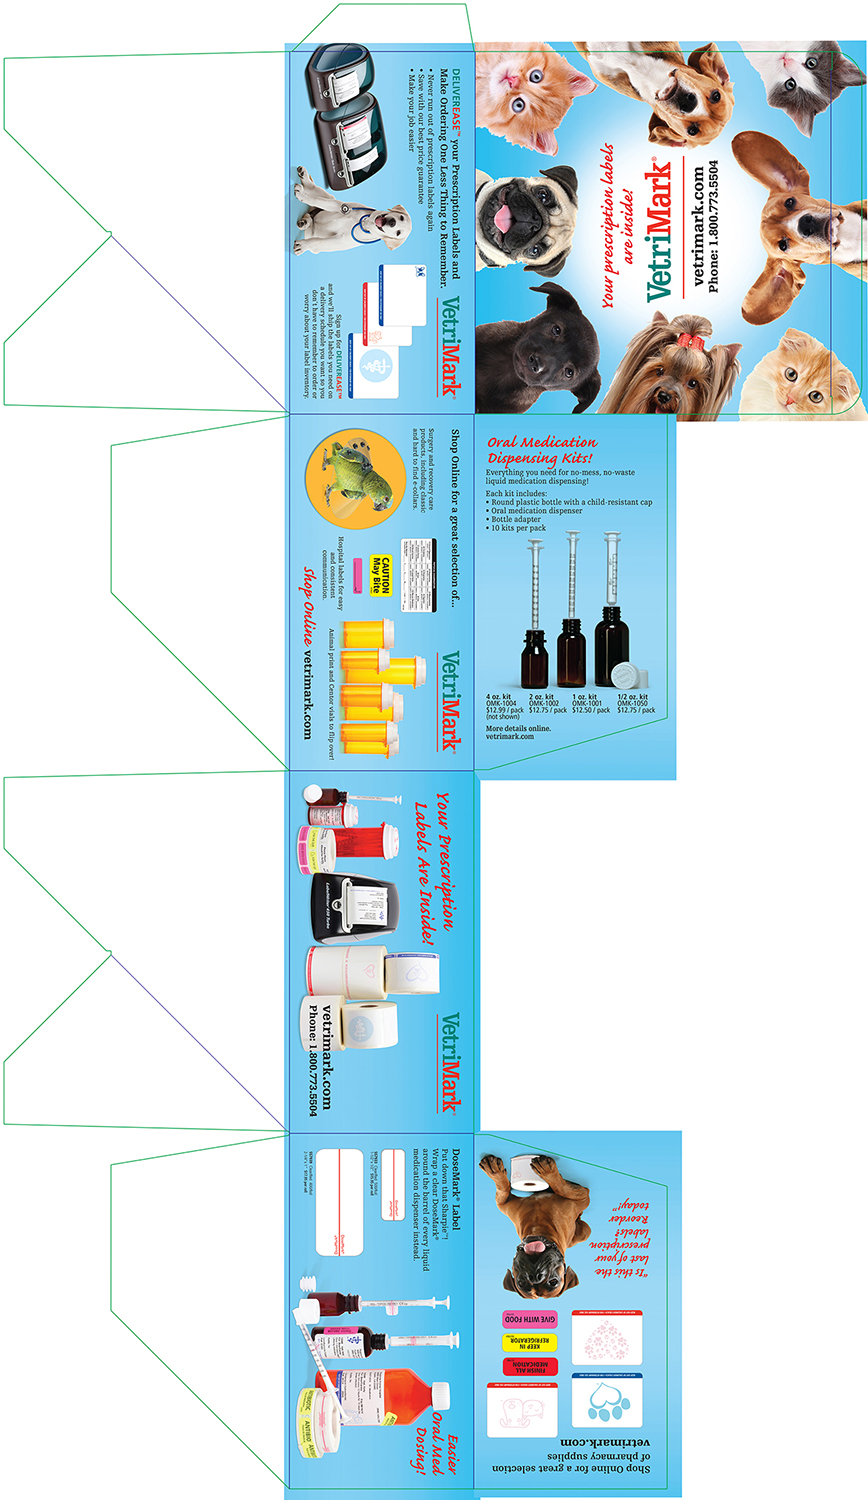 Your prescription labels
are inside!
VetriMark®
vetrimark.com
Phone: 1.800.773.5504
DELIVEREASE™ your Prescription Labels and
Make Ordering One Less Thing to Remember.
• Never run out of prescription labels again
• Save with our best price guarantee
• Make your job easier
VetriMark®
Sign up for DELIVEREASE™
and we'll ship the labels you need on
a delivery schedule you want so you
don't have to remember to order or
worry about your label inventory.
Shop Online for a great selection of...
Surgery and recovery care
products, including classic
and hard to find e-collars.
CAUTION
May Bite
Hospital labels for easy
and consistent
communication.
Animal print and Centor vials to flip over!
Shop Online vetrimark.com
VetriMark®
Oral Medication
Dispensing Kits!
Everything you need for no-mess, no-waste
liquid medication dispensing!
Each kit includes:
• Round plastic bottle with a child-resistant cap
• Oral medication dispenser
• Bottle adapter
• 10 kits per pack
4 oz. kit
OMK-1004
$12.99 / pack
(not shown)
2 oz. kit
OMK-1002
$12.75 / pack
1 oz. kit
OMK-1001
$12.50 / pack
1/2 oz. kit
OMK-1050
$12.75 / pack
More details online.
vetrimark.com
Your Prescription
Labels Are Inside!
LabelWriter 450 Turbo
VetriMark®
vetrimark.com
Phone: 1.800.773.5504
DoseMark® Label
Put down that Sharpie™!
Wrap a clear DoseMark®
around the barrel of every liquid
medication dispenser instead.
Easier
Oral Med
Dosing!
"Is this the
last of your
prescription
labels?
Reorder
today!"
GIVE WITH FOOD
KEEP IN
REFRIGERATOR
FINISH ALL
MEDICATION
Shop Online for a great selection
of pharmacy supplies
vetrimark.com